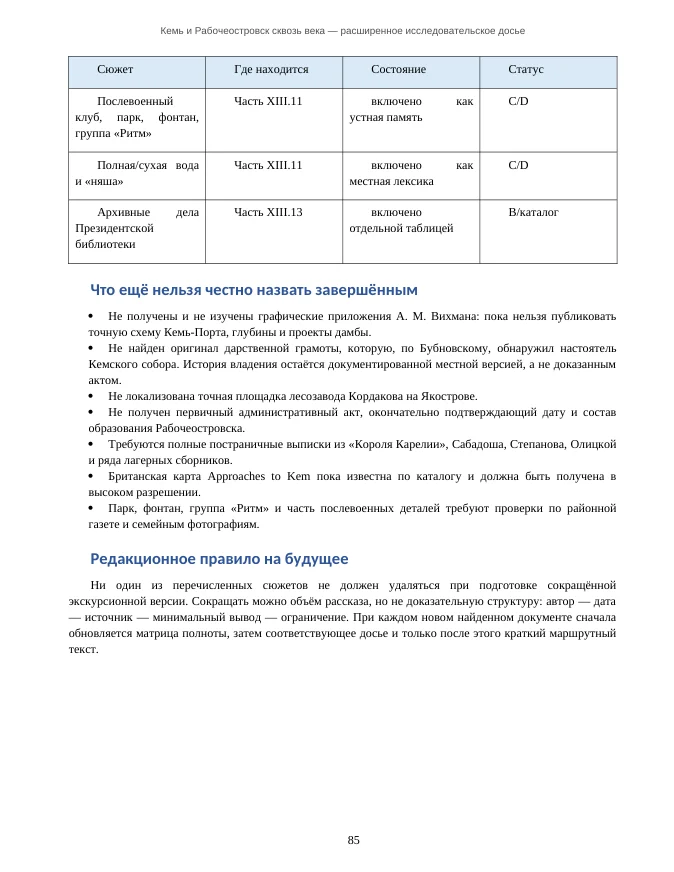 Кемь и Рабочеостровск сквозь века — расширенное исследовательское досье
Сюжет Где находится Состояние Статус
Послевоенный клуб, парк, фонтан, группа «Ритм» Часть XIII.11 включено как устная память C/D
Полная/сухая вода и «няша» Часть XIII.11 включено как местная лексика C/D
Архивные дела Президентской библиотеки Часть XIII.13 включено отдельной таблицей B/каталог
Что ещё нельзя честно назвать завершённым
• Не получены и не изучены графические приложения А. М. Вихмана: пока нельзя публиковать
точную схему Кемь-Порта, глубины и проекты дамбы.
• Не найден оригинал дарственной грамоты, которую, по Бубновскому, обнаружил настоятель
Кемского собора. История владения остаётся документированной местной версией, а не доказанным
актом.
• Не локализована точная площадка лесозавода Кордакова на Якострове.
• Не получен первичный административный акт, окончательно подтверждающий дату и состав
образования Рабочеостровска.
• Требуются полные постраничные выписки из «Короля Карелии», Сабадоша, Степанова, Олицкой
и ряда лагерных сборников.
• Британская карта Approaches to Kem пока известна по каталогу и должна быть получена в
высоком разрешении.
• Парк, фонтан, группа «Ритм» и часть послевоенных деталей требуют проверки по районной
газете и семейным фотографиям.
Редакционное правило на будущее
Ни один из перечисленных сюжетов не должен удаляться при подготовке сокращённой
экскурсионной версии. Сокращать можно объём рассказа, но не доказательную структуру: автор — дата
— источник — минимальный вывод — ограничение. При каждом новом найденном документе сначала
обновляется матрица полноты, затем соответствующее досье и только после этого краткий маршрутный
текст.
85